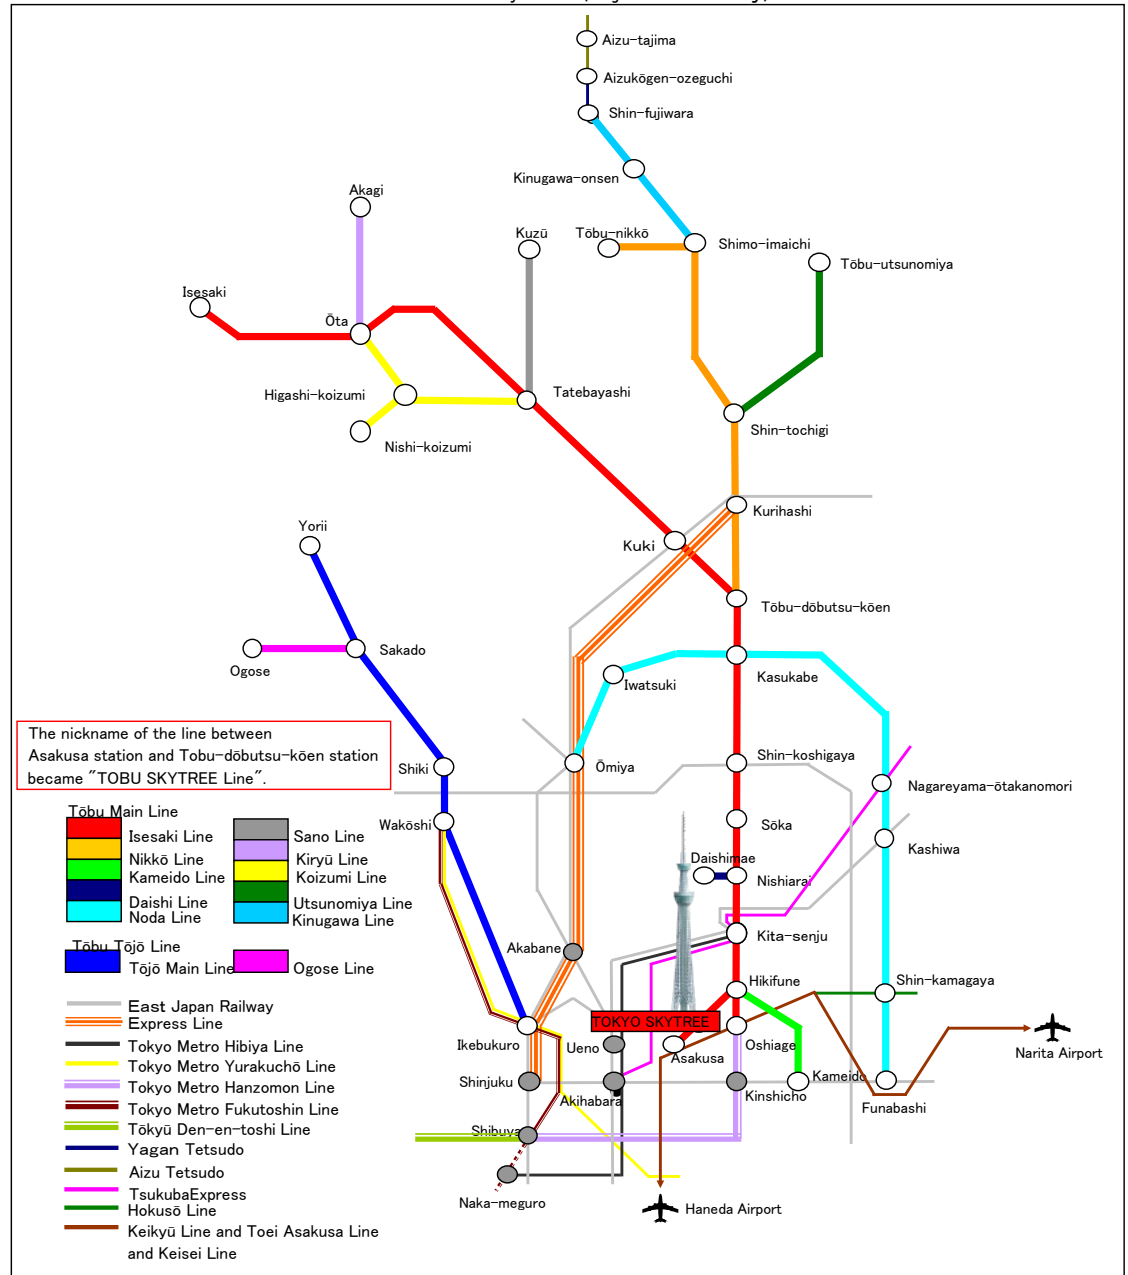 Aizu-tajima
Aizukōgen-ozeguchi
Shin-fujiwara
Kinugawa-onsen
Akagi
Kuzū
Tōbu-nikkō
Shimo-imaichi
Tōbu-utsunomiya
Isesaki
Ōta
Higashi-koizumi
Tatebayashi
Nishi-koizumi
Shin-tochigi
Kurihashi
Yorii
Kuki
Tōbu-dōbutsu-kōen
Sakado
Ogose
Iwatsuki
Kasukabe
The nickname of the line between
Asakusa station and Tobu-dōbutsu-kōen station
became "TOBU SKYTREE Line".
Shiki
Ōmiya
Shin-koshigaya
Nagareyama-ōtakanomori
Wakōshi
Sōka
Kashiwa
Daishimae
Nishiarai
Kita-senju
Akabane
Hikifune
Shin-kamagaya
TOKYO SKYTREE
Ikebukuro
Ueno
Asakusa
Oshiage
Narita Airport
Shinjuku
Akihabara
Kinshicho
Kameido
Funabashi
Shibuya
Naka-meguro
Haneda Airport
Tōbu Main Line
Isesaki Line
Nikkō Line
Kameido Line
Daishi Line
Noda Line
Sano Line
Kiryū Line
Koizumi Line
Utsunomiya Line
Kinugawa Line
Tōbu Tōjō Line
Tōjō Main Line
Ogose Line
East Japan Railway
Express Line
Tokyo Metro Hibiya Line
Tokyo Metro Yurakuchō Line
Tokyo Metro Hanzomon Line
Tokyo Metro Fukutoshin Line
Tōkyū Den-en-toshi Line
Yagan Tetsudo
Aizu Tetsudo
TsukubaExpress
Hokusō Line
Keikyū Line and Toei Asakusa Line
and Keisei Line